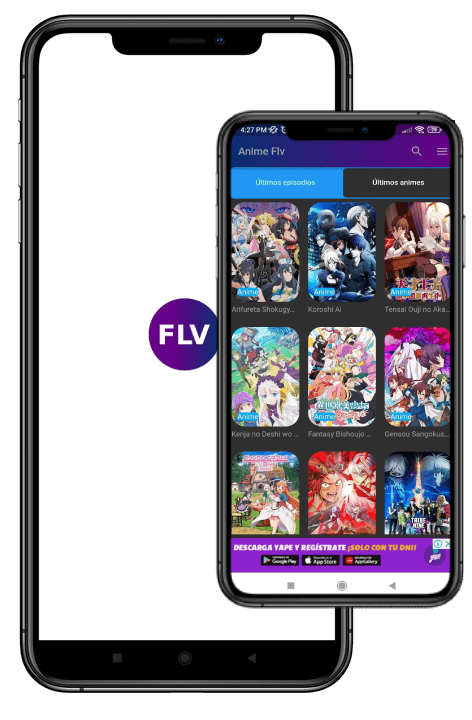 4:27 PM
Anime Flv
Últimos episodios
Últimos animes
Anime
Anime
Anime
Arifureta Shokugy...
Koroshi Ai
Tensai Ouji no Aka...
FLV
Anime
Anime
Anime
Kenja no Deshi wo ...
Fantasy Bishoujo ...
Gensou Sangokus...
TRIBE NINE
DESCARGA YAPE Y REGÍSTRATE ¡SOLO CON TU DNI!
Google Play
App Store
AppGallery